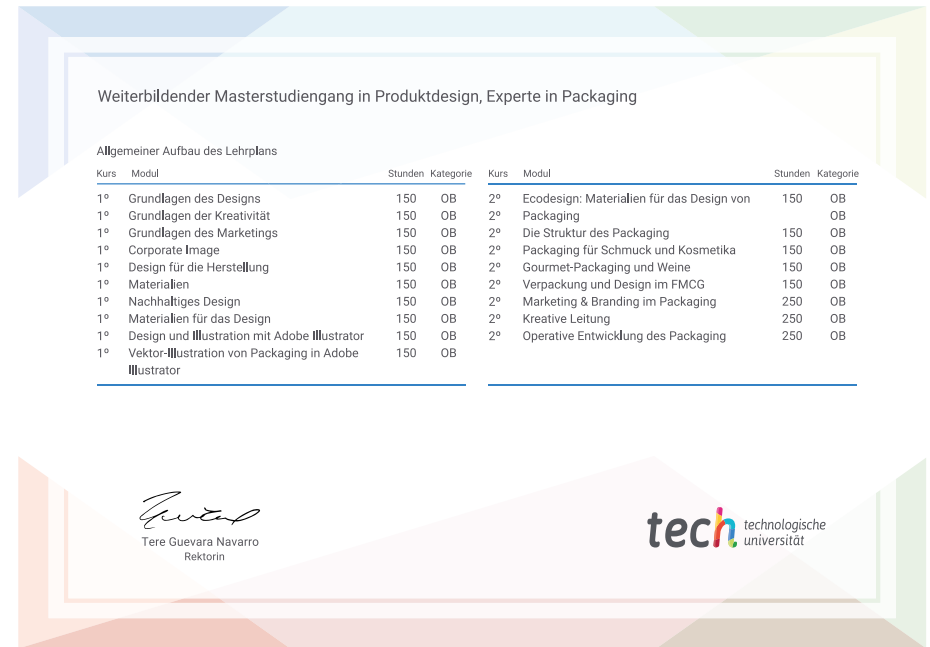 Weiterbildender Masterstudiengang in Produktdesign, Experte in Packaging
Allgemeiner Aufbau des Lehrplans
Kurs Modul Stunden Kategorie
1º Grundlagen des Designs 150 OB
1º Grundlagen der Kreativität 150 OB
1º Grundlagen des Marketings 150 OB
1º Corporate Image 150 OB
1º Design für die Herstellung 150 OB
1º Materialien 150 OB
1º Nachhaltiges Design 150 OB
1º Materialien für das Design 150 OB
1º Design und Illustration mit Adobe Illustrator 150 OB
1º Vektor-Illustration von Packaging in Adobe 150 OB
Illustrator
Kurs Modul Stunden Kategorie
2º Ecodesign: Materialien für das Design von 150 OB
2º Packaging OB
2º Die Struktur des Packaging 150 OB
2º Packaging für Schmuck und Kosmetika 150 OB
2º Gourmet-Packaging und Weine 150 OB
2º Verpackung und Design im FMCG 150 OB
2º Marketing & Branding im Packaging 250 OB
2º Kreative Leitung 250 OB
2º Operative Entwicklung des Packaging 250 OB
Tere Guevara Navarro
Rektorin
tech technologische
universität